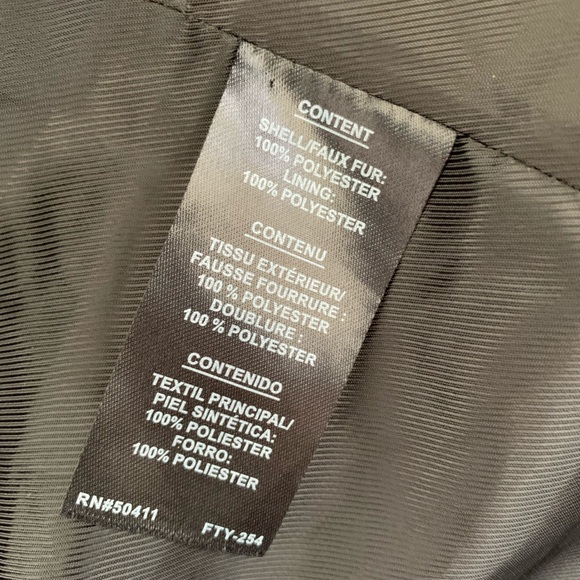 CONTENT
SHELL/FAUX FUR:
100% POLYESTER
LINING:
100% POLYESTER
CONTENU
TISSU EXTÉRIEUR/
FAUSSE FOURRURE :
100 % POLYESTER
DOUBLURE :
100 % POLYESTER
CONTENIDO
TEXTIL PRINCIPAL/
PIEL SINTÉTICA:
100% POLIESTER
FORRO:
100% POLIESTER
RN#50411
FTY-254